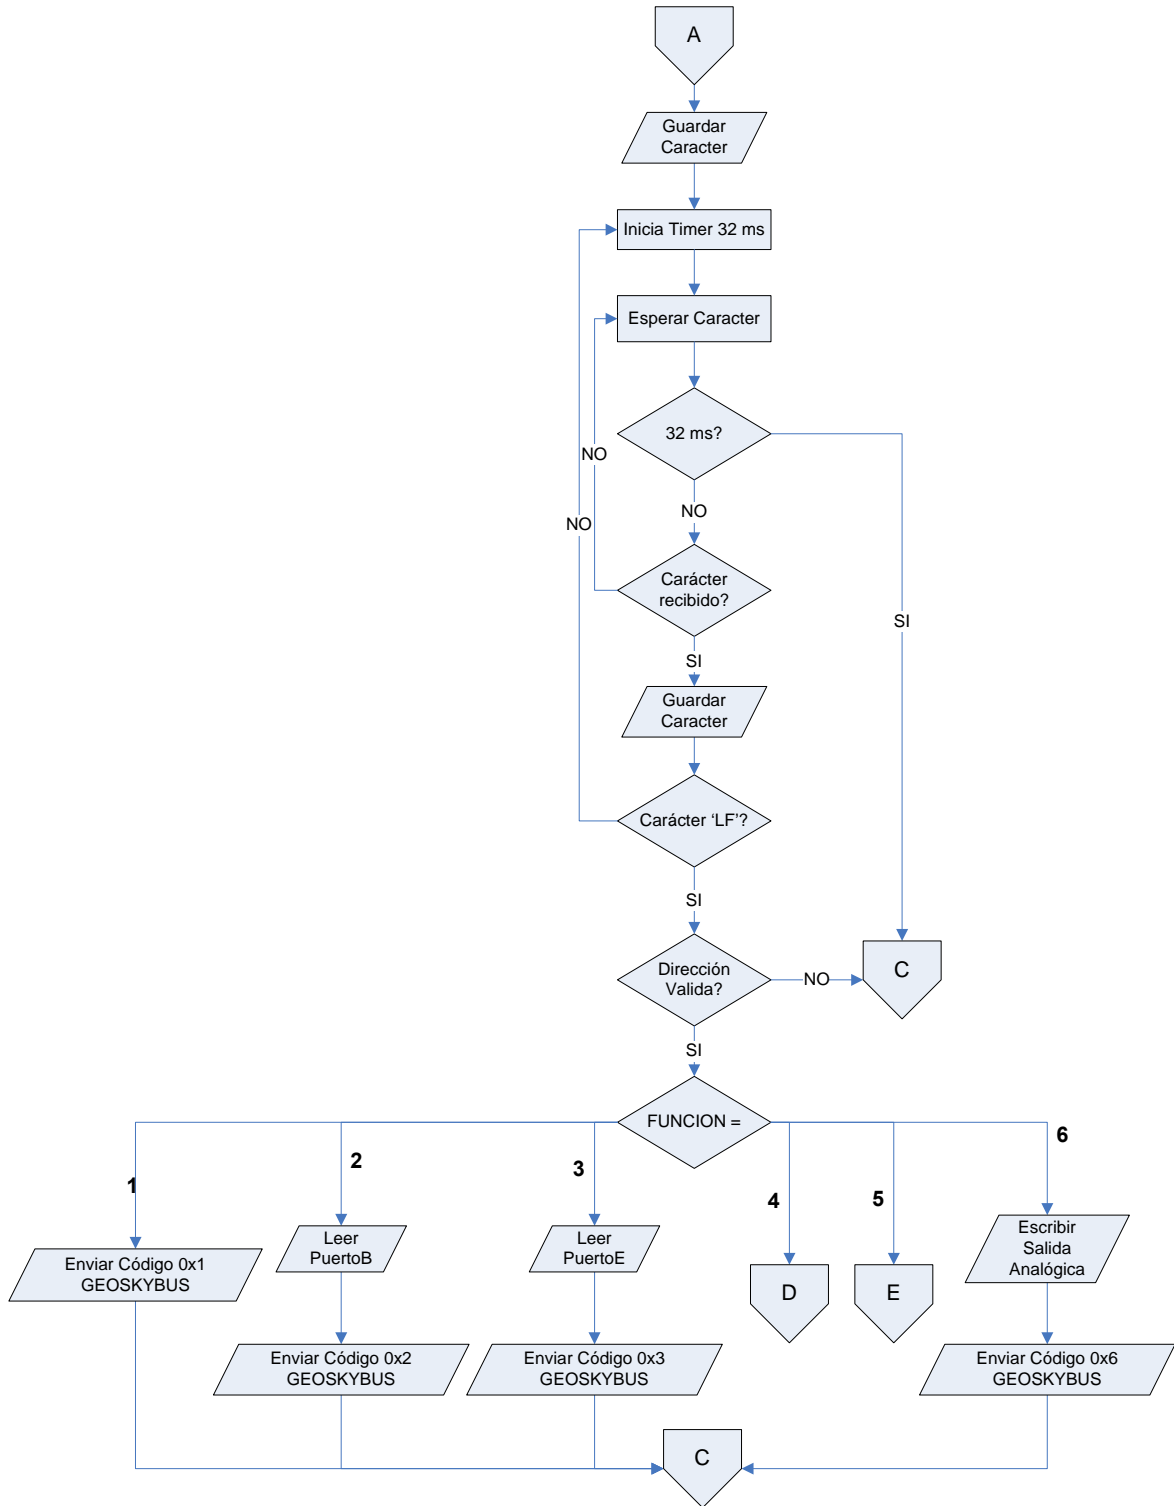 A
Guardar
Caracter
Inicia Timer 32 ms
Esperar Caracter
32 ms?
NO
NO
NO
Carácter
recibido?
SI
SI
Guardar
Caracter
Carácter ‘LF’?
SI
Dirección
Valida?
NO
C
SI
FUNCION =
1
2
3
4
5
6
Leer
PuertoB
Leer
PuertoE
Escribir
Salida
Analógica
Enviar Código 0x1
GEOSKYBUS
D
E
Enviar Código 0x2
GEOSKYBUS
Enviar Código 0x3
GEOSKYBUS
Enviar Código 0x6
GEOSKYBUS
C